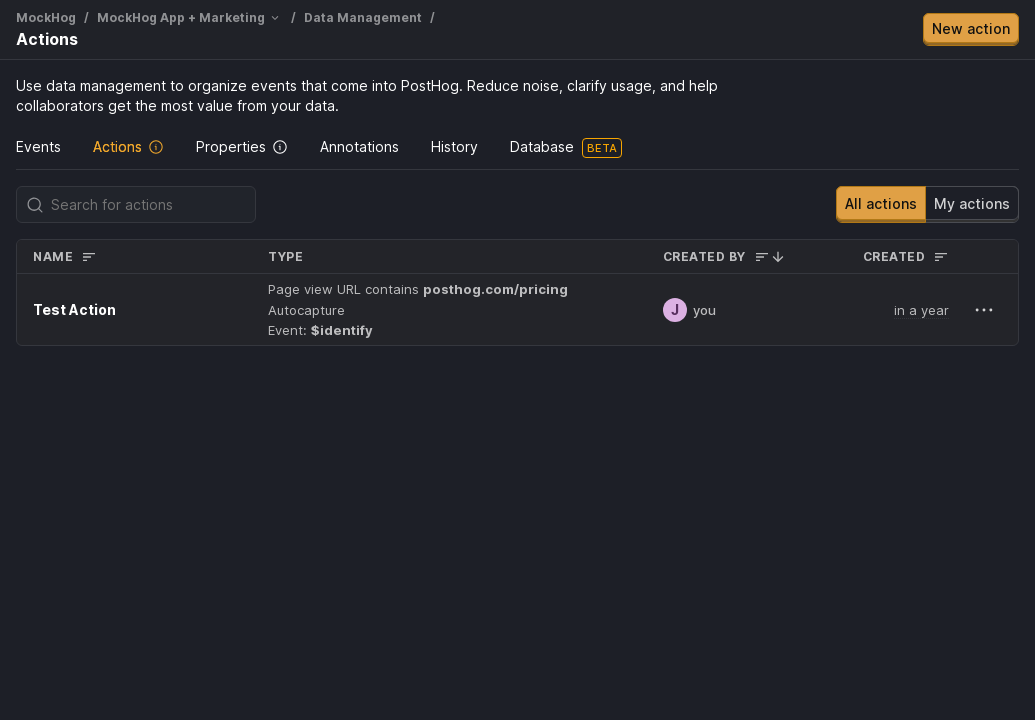 MockHog / MockHog App + Marketing / Data Management /
Actions
New action
Use data management to organize events that come into PostHog. Reduce noise, clarify usage, and help
collaborators get the most value from your data.
Events Actions Properties Annotations History Database BETA
Search for actions
All actions My actions
NAME TYPE CREATED BY CREATED
Page view URL contains posthog.com/pricing
Test Action Autocapture J you in a year
Event: $identify